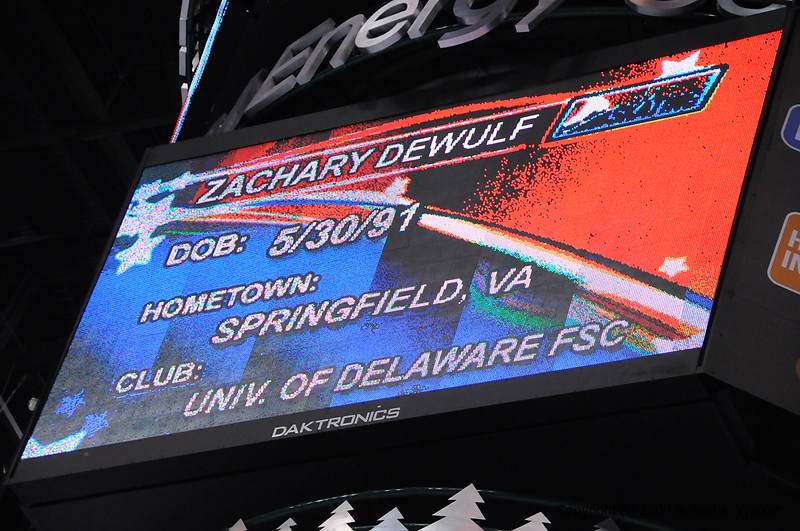 Energy
ZACHARY DEWULF
DOB: 5/30/91
HOMETOWN:
SPRINGFIELD, VA
CLUB:
UNIV. OF DELAWARE FSC
DAKTRONICS